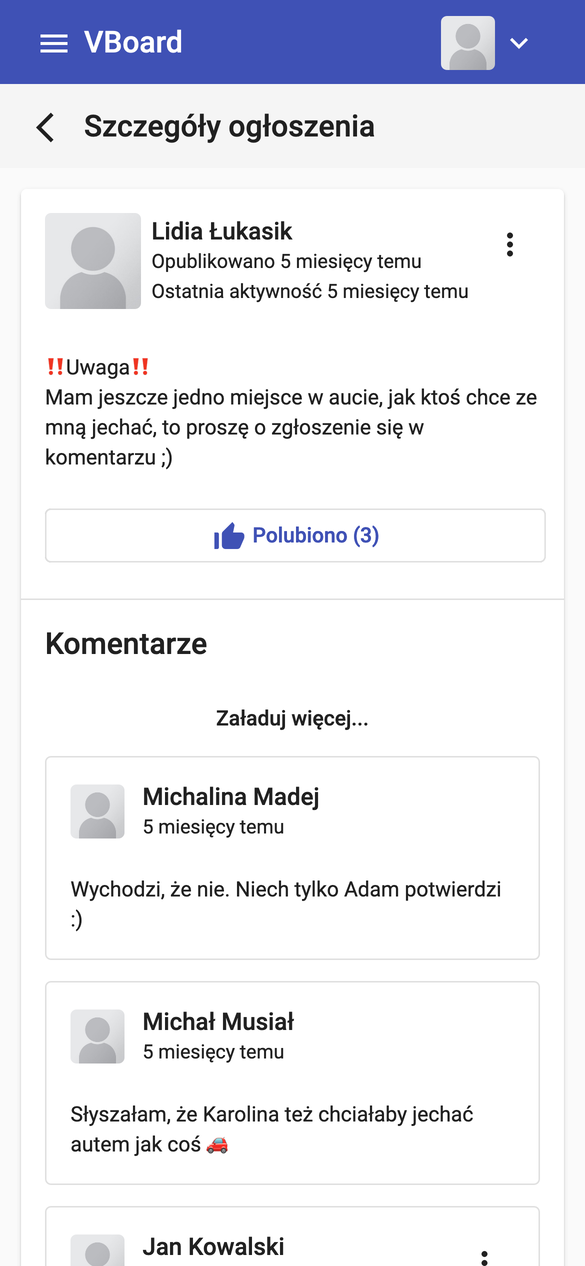 VBoard
Szczegóły ogłoszenia
Lidia Łukasik
Opublikowano 5 miesięcy temu
Ostatnia aktywność 5 miesięcy temu
‼️Uwaga‼️
Mam jeszcze jedno miejsce w aucie, jak ktoś chce ze
mną jechać, to proszę o zgłoszenie się w
komentarzu ;)
Polubiono (3)
Komentarze
Załaduj więcej...
Michalina Madej
5 miesięcy temu
Wychodzi, że nie. Niech tylko Adam potwierdzi
:)
Michał Musiał
5 miesięcy temu
Słyszałam, że Karolina też chciałaby jechać
autem jak coś 🚗
Jan Kowalski